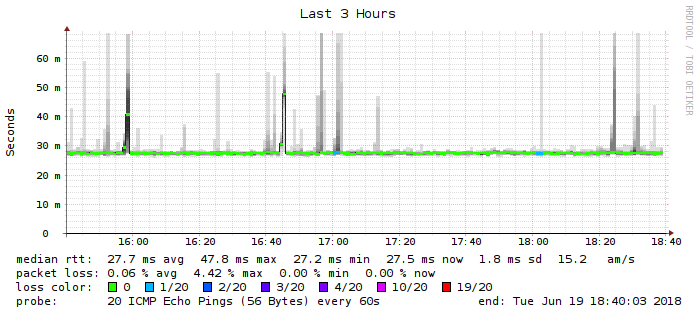 Last 3 Hours
RRDTOOL / TOBI OETIKER
Seconds
60 m
50 m
40 m
30 m
20 m
10 m
0
16:00 16:20 16:40 17:00 17:20 17:40 18:00 18:20 18:40
median rtt: 27.7 ms avg 47.8 ms max 27.2 ms min 27.5 ms now 1.8 ms sd 15.2 am/s
packet loss: 0.06 % avg 4.42 % max 0.00 % min 0.00 % now
loss color: 0 1/20 2/20 3/20 4/20 10/20 19/20
probe: 20 ICMP Echo Pings (56 Bytes) every 60s end: Tue Jun 19 18:40:03 2018